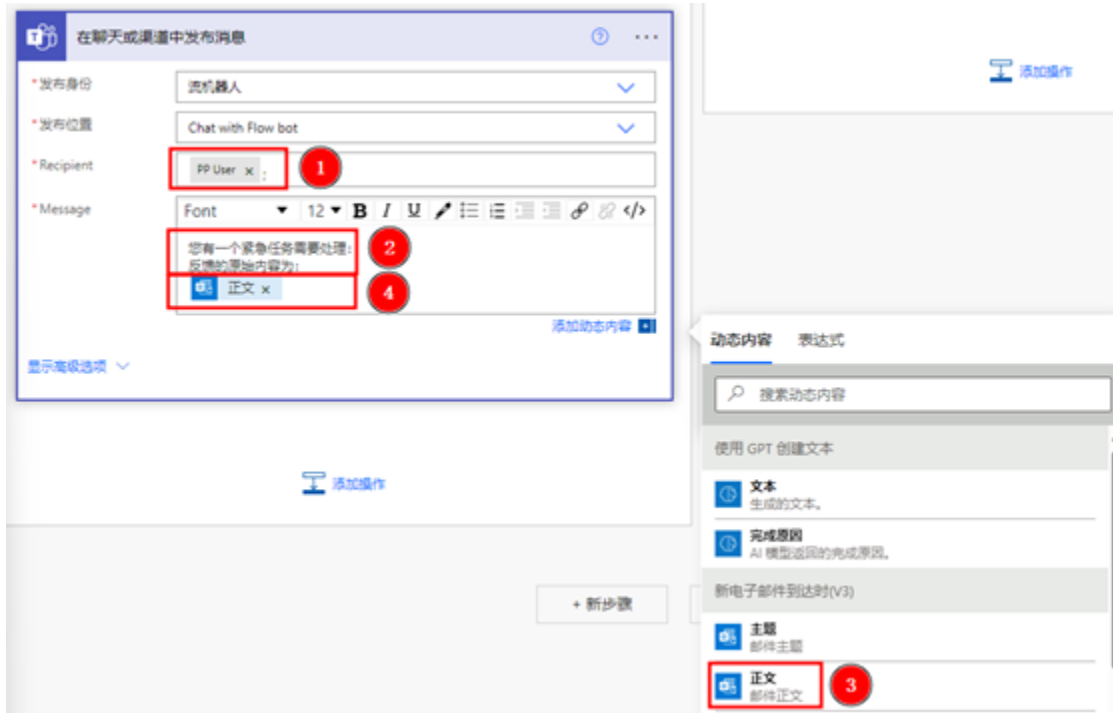 在聊天或渠道中发布消息
*发布身份
流机器人
*发布位置
Chat with Flow bot
*Recipient
PP User × ;
1
*Message
Font 12 B I U </>
您有一个紧急任务需要处理:
反馈的原始内容为:
2
正文 ×
4
添加动态内容
显示高级选项
添加操作
+ 新步骤
添加操作
动态内容 表达式
搜索动态内容
使用 GPT 创建文本
文本
生成的文本。
完成原因
AI 模型返回的完成原因。
新电子邮件到达时(V3)
主题
邮件主题
正文
邮件正文
3